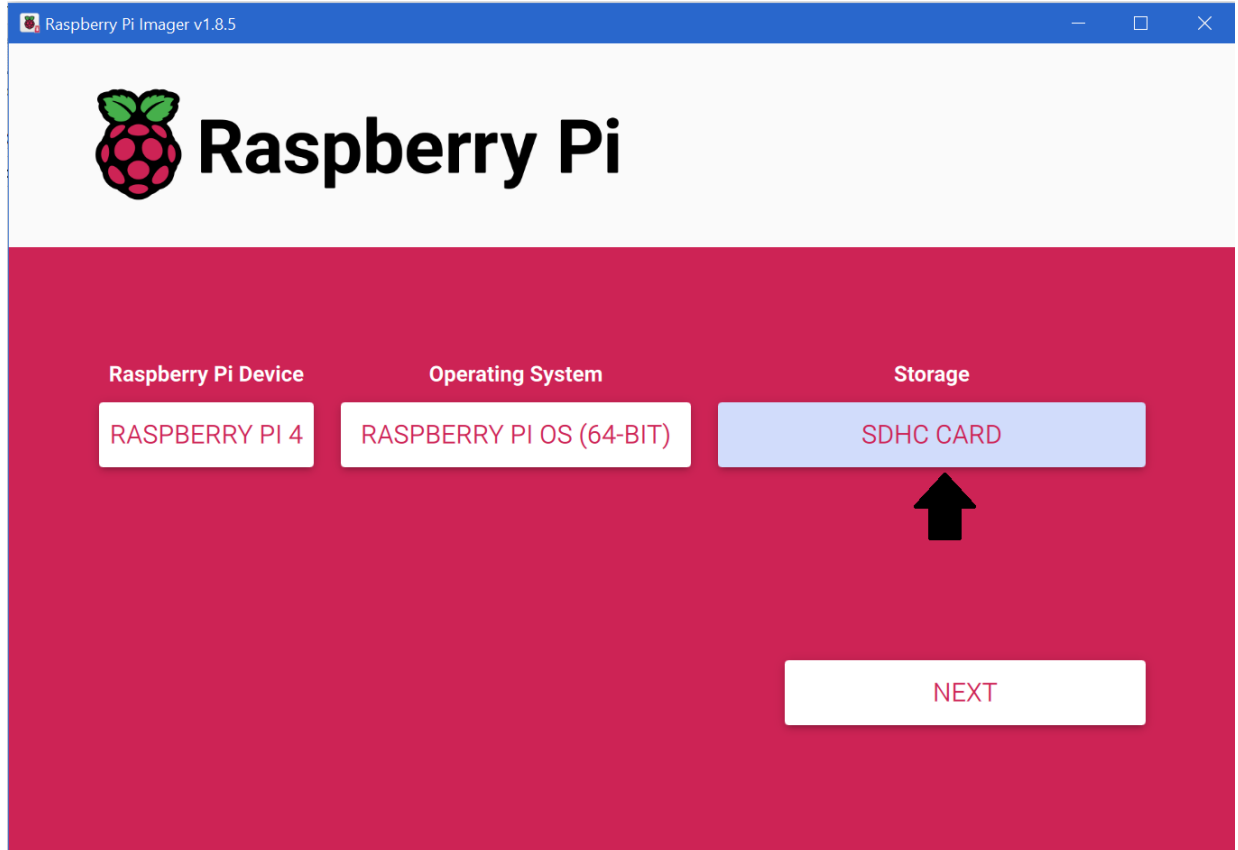 Raspberry Pi Imager v1.8.5
Raspberry Pi
Raspberry Pi Device
Operating System
Storage
RASPBERRY PI 4
RASPBERRY PI OS (64-BIT)
SDHC CARD
NEXT